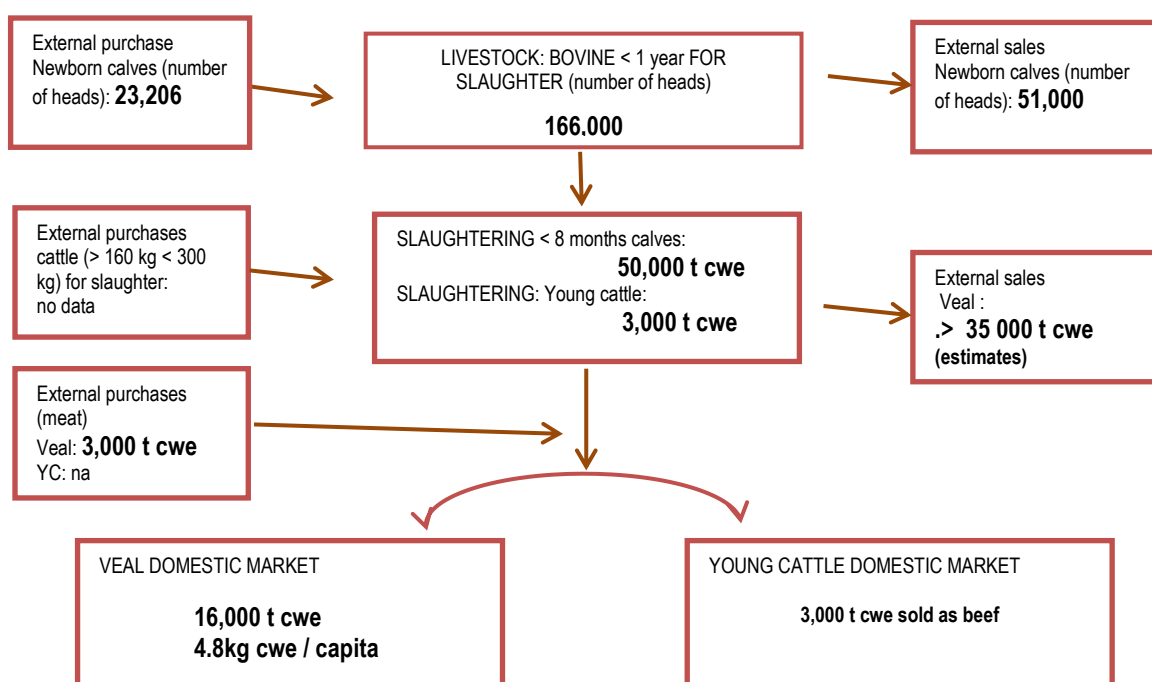 External purchase
Newborn calves (number
of heads): 23,206
LIVESTOCK: BOVINE < 1 year FOR
SLAUGHTER (number of heads)
166,000
External sales
Newborn calves (number
of heads): 51,000
External purchases
cattle (> 160 kg < 300
kg) for slaughter:
no data
SLAUGHTERING < 8 months calves:
50,000 t cwe
SLAUGHTERING: Young cattle:
3,000 t cwe
External sales
Veal :
.> 35 000 t cwe
(estimates)
External purchases
(meat)
Veal: 3,000 t cwe
YC: na
VEAL DOMESTIC MARKET
16,000 t cwe
4.8kg cwe / capita
YOUNG CATTLE DOMESTIC MARKET
3,000 t cwe sold as beef